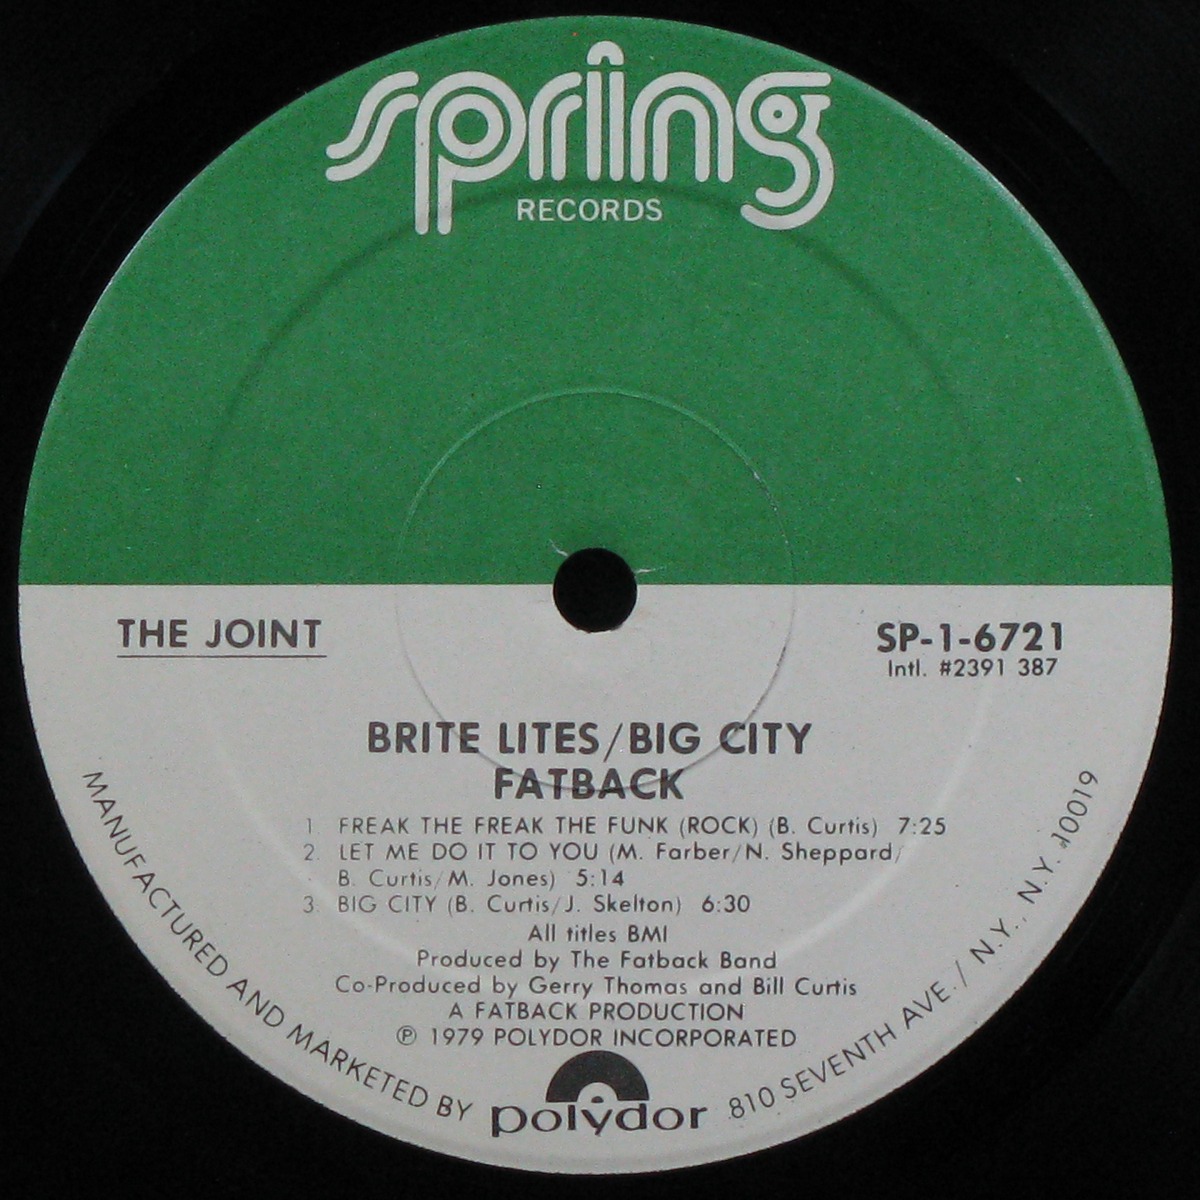 spring
RECORDS
THE JOINT
SP-1-6721
Intl. #2391 387
BRITE LITES/BIG CITY
FATBACK
1. FREAK THE FREAK THE FUNK (ROCK) (B. Curtis) 7:25
2. LET ME DO IT TO YOU (M. Farber/N. Sheppard/
B. Curtis/M. Jones) 5:14
3. BIG CITY (B. Curtis/J. Skelton) 6:30
All titles BMI
Produced by The Fatback Band
Co-Produced by Gerry Thomas and Bill Curtis
A FATBACK PRODUCTION
℗ 1979 POLYDOR INCORPORATED
MANUFACTURED AND MARKETED BY polydor 810 SEVENTH AVE. / N.Y., N.Y. 10019